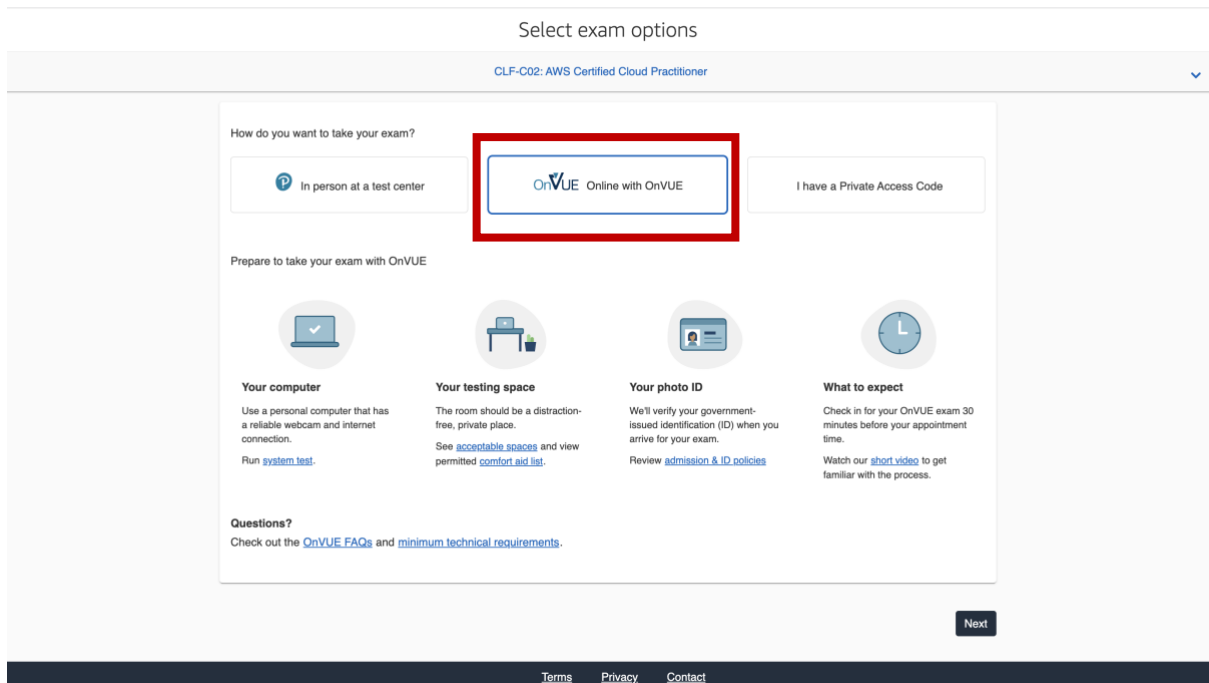 Select exam options
CLF-C02: AWS Certified Cloud Practitioner
How do you want to take your exam?
In person at a test center
OnVUE Online with OnVUE
I have a Private Access Code
Prepare to take your exam with OnVUE
Your computer
Use a personal computer that has
a reliable webcam and internet
connection.
Run system test.
Your testing space
The room should be a distraction-
free, private place.
See acceptable spaces and view
permitted comfort aid list.
Your photo ID
We'll verify your government-
issued identification (ID) when you
arrive for your exam.
Review admission & ID policies
What to expect
Check in for your OnVUE exam 30
minutes before your appointment
time.
Watch our short video to get
familiar with the process.
Questions?
Check out the OnVUE FAQs and minimum technical requirements.
Next
Terms Privacy Contact